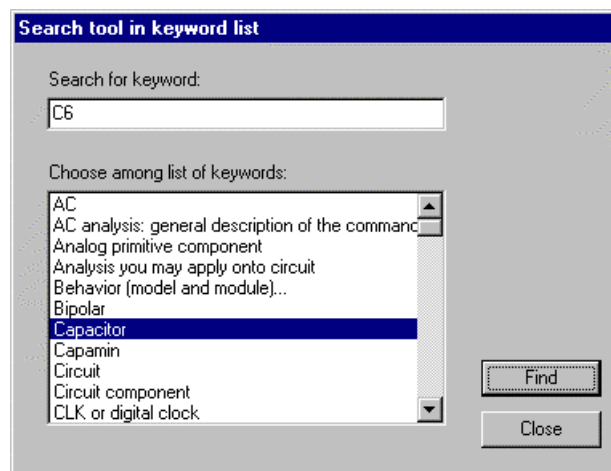 Search tool in keyword list
Search for keyword:
C6
Choose among list of keywords:
AC
AC analysis: general description of the command
Analog primitive component
Analysis you may apply onto circuit
Behavior (model and module)...
Bipolar
Capacitor
Capamin
Circuit
Circuit component
CLK or digital clock
Find
Close